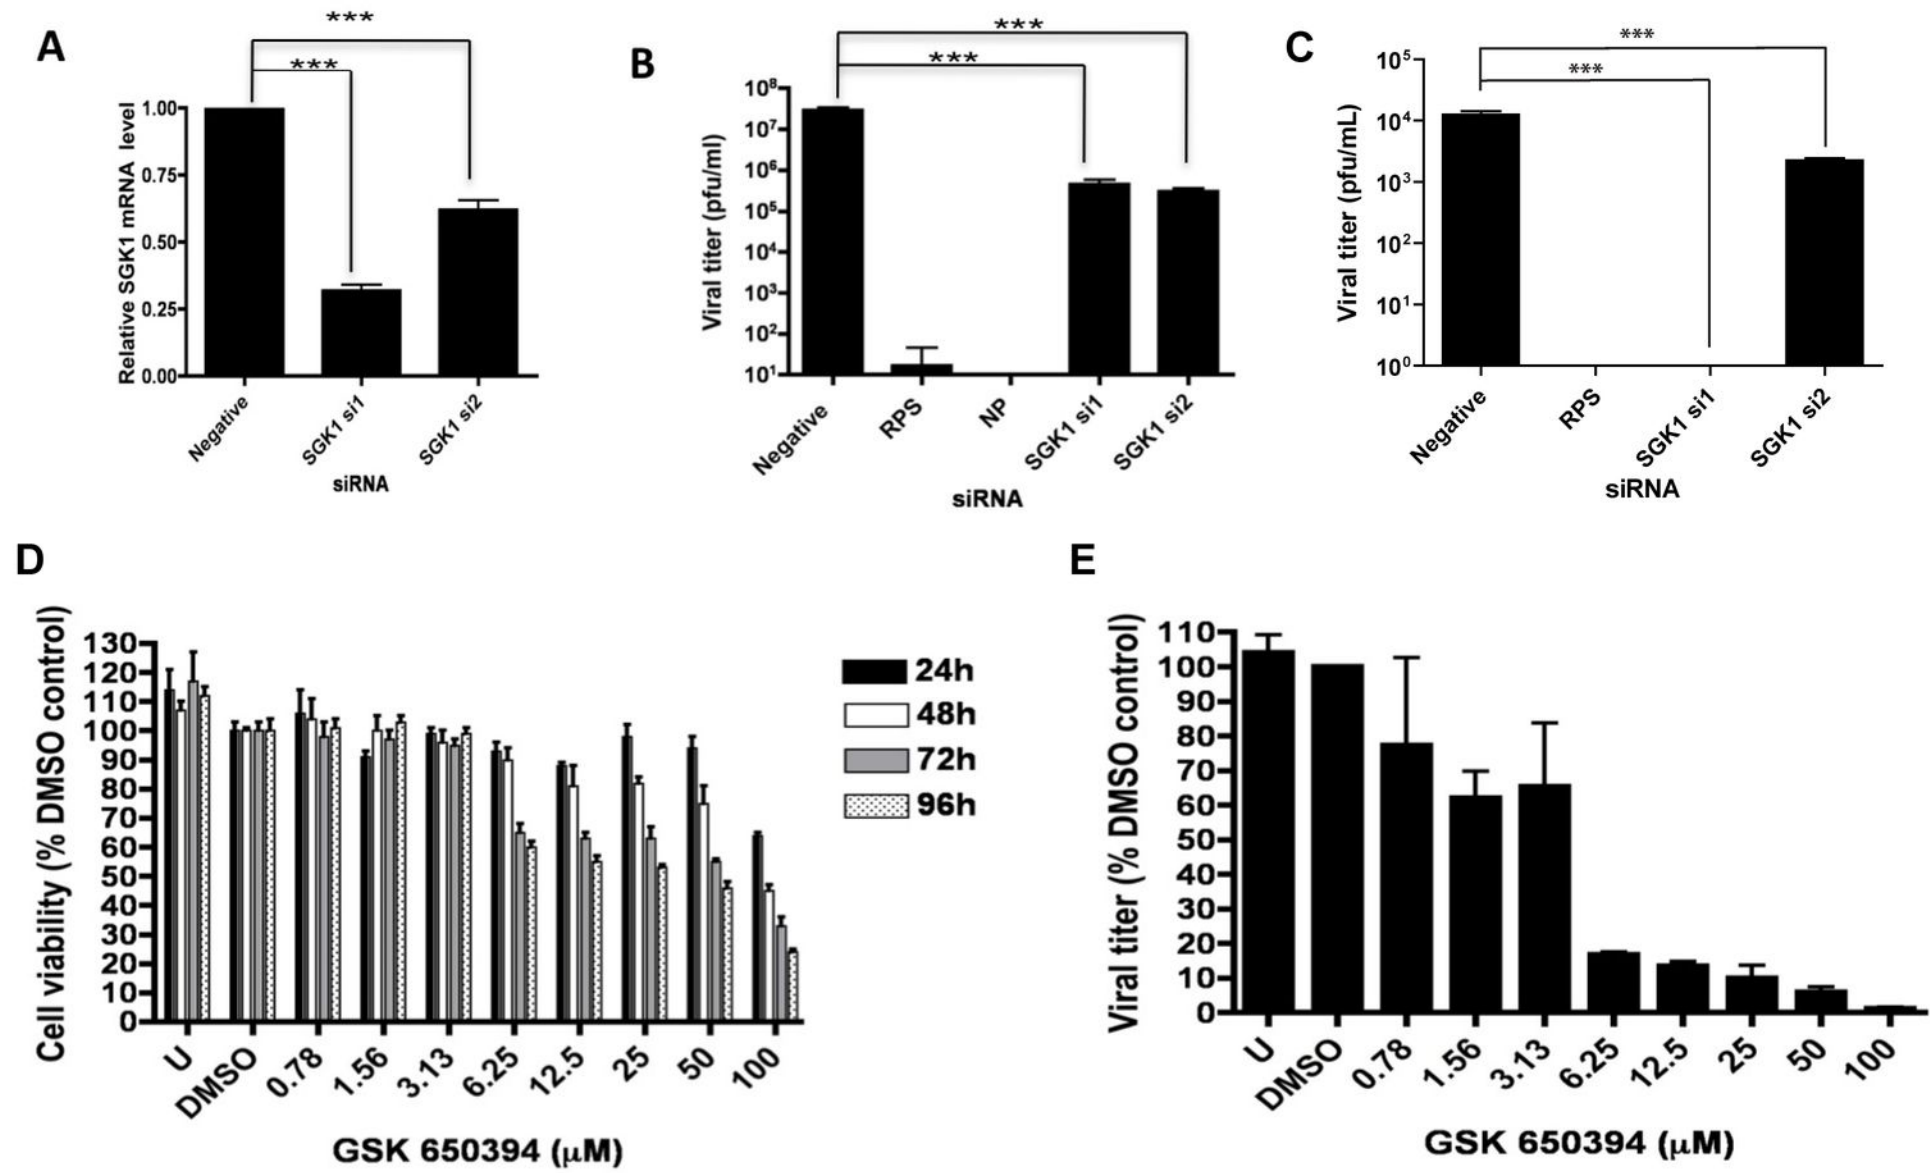 A
***
***
Relative SGK1 mRNA level
1.00
0.75
0.50
0.25
0.00
Negative
SGK1 si1
SGK1 si2
siRNA
B
***
***
Viral titer (pfu/ml)
10⁸
10⁷
10⁶
10⁵
10⁴
10³
10²
10¹
Negative
RPS
NP
SGK1 si1
SGK1 si2
siRNA
C
***
***
Viral titer (pfu/mL)
10⁵
10⁴
10³
10²
10¹
10⁰
Negative
RPS
SGK1 si1
SGK1 si2
siRNA
D
Cell viability (% DMSO control)
130
120
110
100
90
80
70
60
50
40
30
20
10
0
U
DMSO
0.78
1.56
3.13
6.25
12.5
25
50
100
GSK 650394 (μM)
24h
48h
72h
96h
E
Viral titer (% DMSO control)
110
100
90
80
70
60
50
40
30
20
10
0
U
DMSO
0.78
1.56
3.13
6.25
12.5
25
50
100
GSK 650394 (μM)